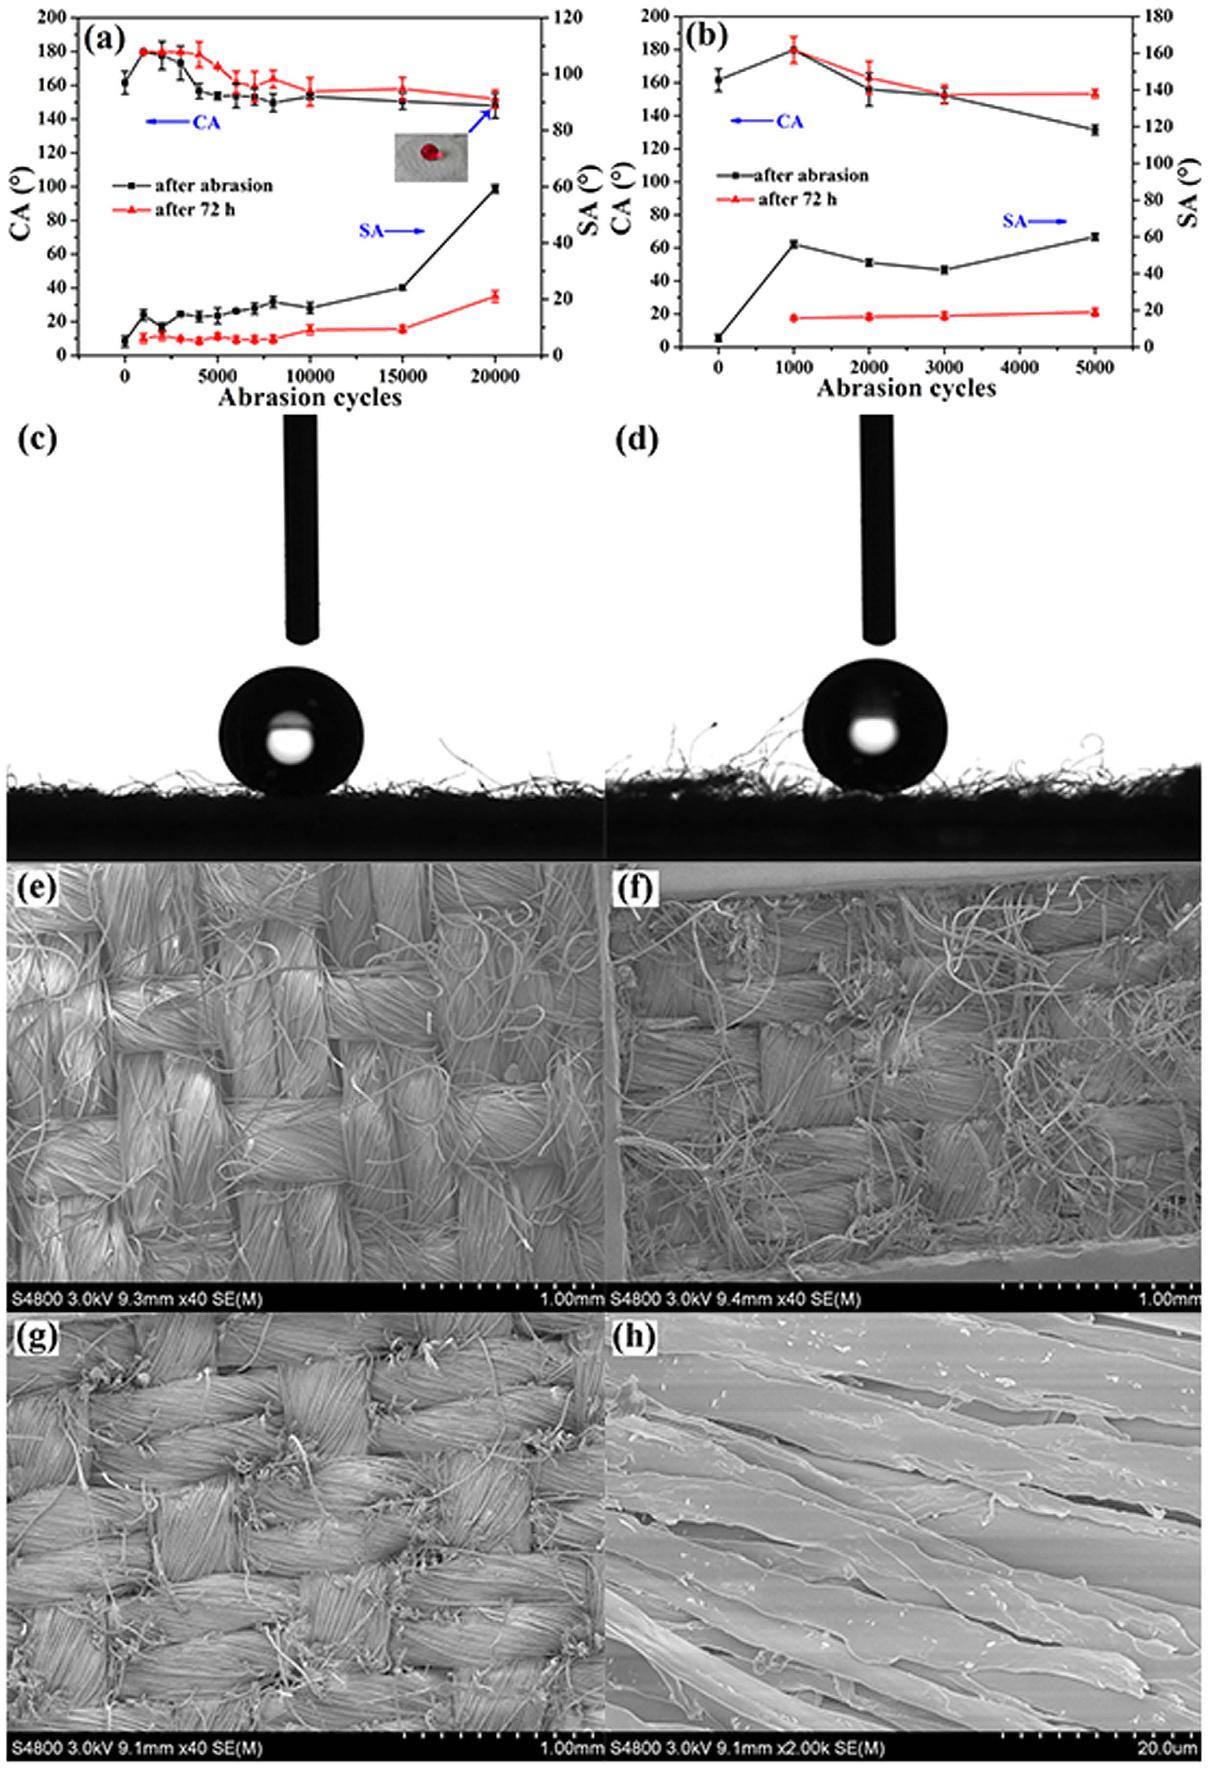 (a)
200
180
160
140
120
100
80
60
40
20
0
CA (°)
120
100
80
60
40
20
0
SA (°)
CA
after abrasion
after 72 h
SA
0
5000
10000
15000
20000
Abrasion cycles
(b)
200
180
160
140
120
100
80
60
40
20
0
CA (°)
180
160
140
120
100
80
60
40
20
0
SA (°)
CA
after abrasion
after 72 h
SA
0
1000
2000
3000
4000
5000
Abrasion cycles
(c)
(d)
(e)
S4800 3.0kV 9.3mm x40 SE(M)
1.00mm
(f)
S4800 3.0kV 9.4mm x40 SE(M)
1.00mm
(g)
S4800 3.0kV 9.1mm x40 SE(M)
1.00mm
(h)
S4800 3.0kV 9.1mm x2.00k SE(M)
20.0um